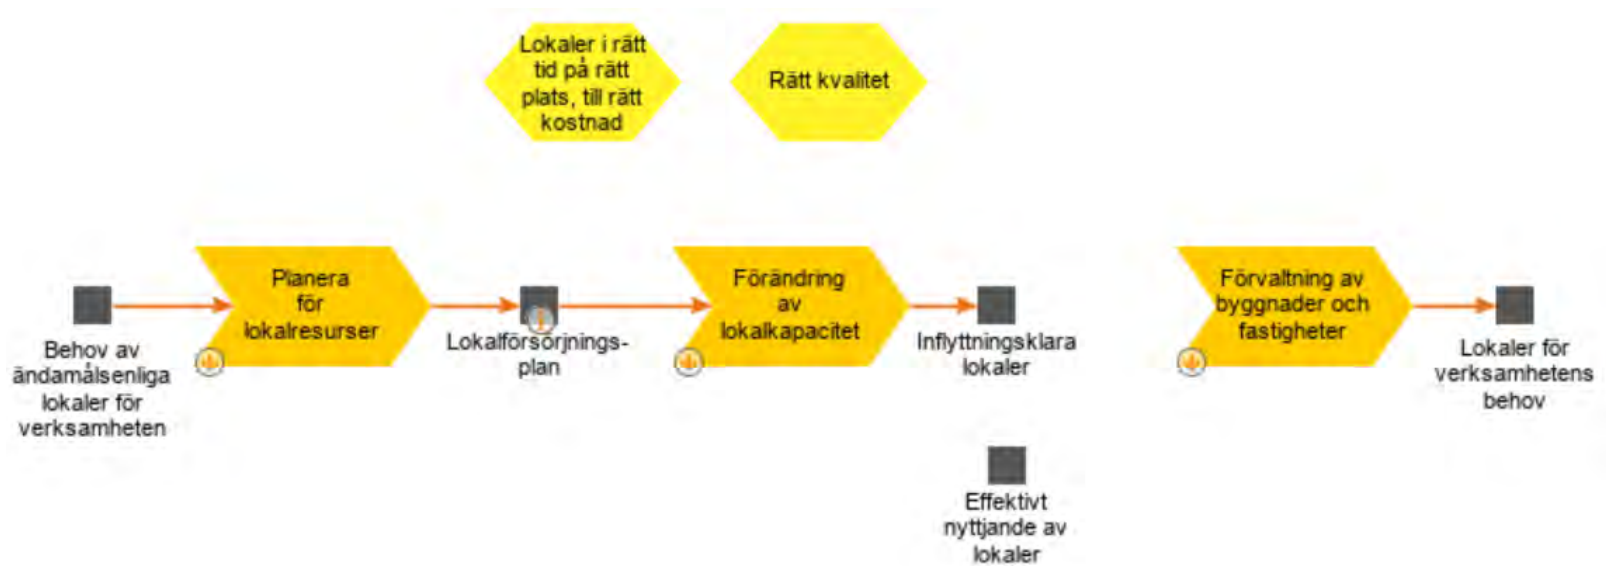 Lokaler i rätt
tid på rätt
plats, till rätt
kostnad
Rätt kvalitet
Behov av
ändamålsenliga
lokaler för
verksamheten
Planera
för
lokalresurser
Lokalförsörjnings-
plan
Förändring
av
lokalkapacitet
Inflyttningsklara
lokaler
Effektivt
nyttjande av
lokaler
Förvaltning av
byggnader och
fastigheter
Lokaler för
verksamhetens
behov